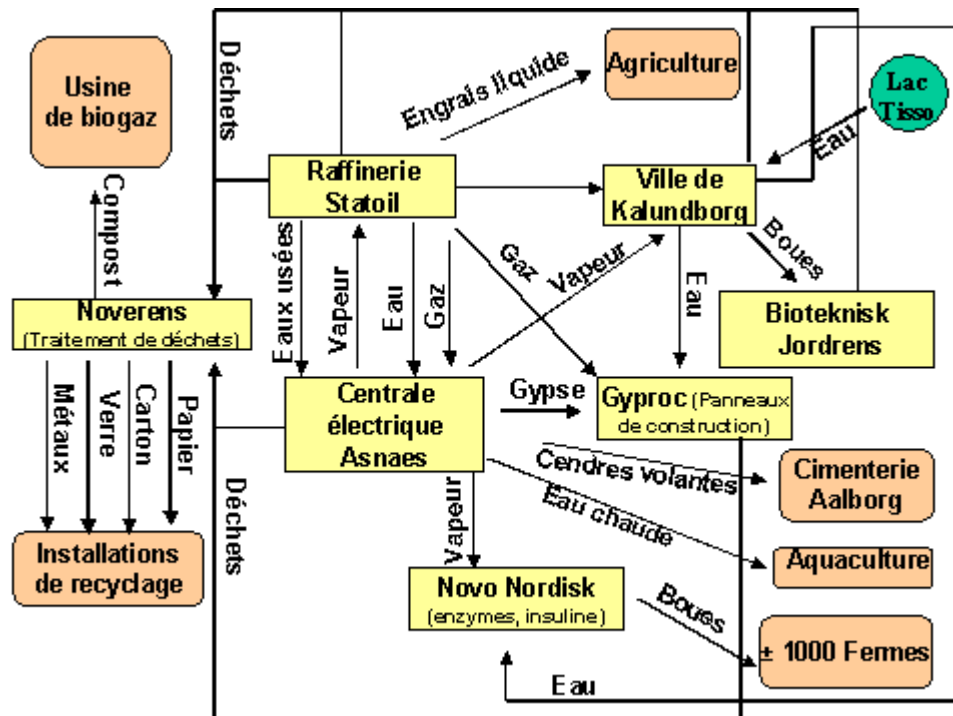 Déchets
Usine
de biogaz
Engrals liquide
Agriculture
Lac
Tisso
Eau
Raffinerie
Statoil
Ville de
Kalundborg
Compost
Eaux usées
Vapeur
Eau
Gaz
Gaz
Vapeur
Eau
Boues
Noverens
(Traitement de déchets)
Bioteknisk
Jordrens
Métaux
Verre
Carton
Papier
Centrale
électrique
Asnaes
Gypse
Gyproc (Panneaux
de construction)
Cendres volantes
Cimenterie
Aalborg
Eau chaude
Déchets
Vapeur
Installations
de recyclage
Aquaculture
Novo Nordisk
(enzymes, insuline)
Boues
± 1000 Fermes
Eau